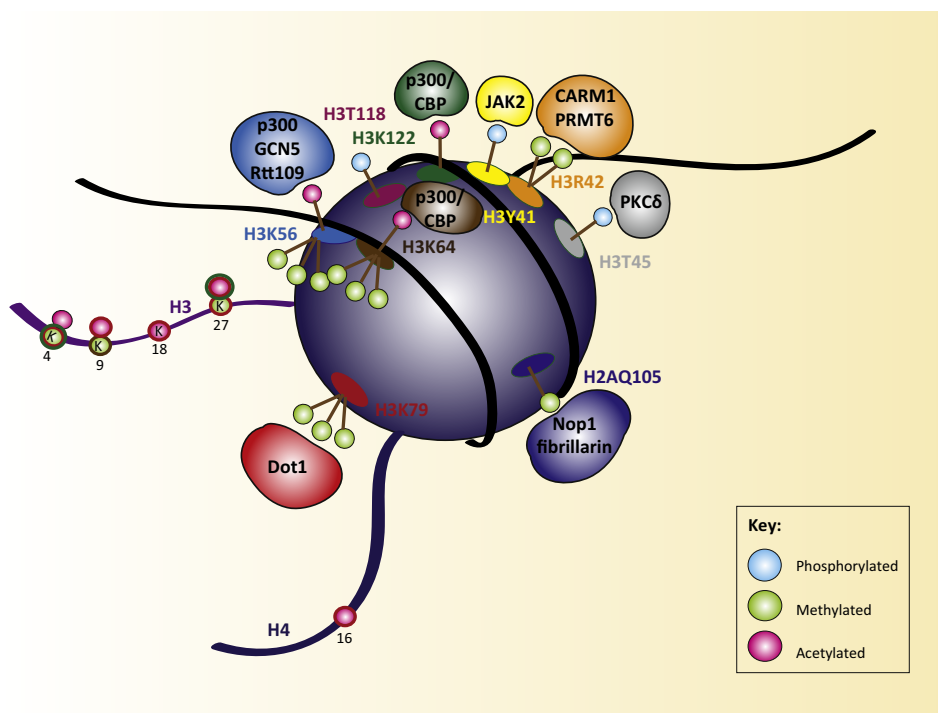 p300/
CBP
JAK2
CARM1
PRMT6
H3T118
H3K122
p300
GCN5
Rtt109
H3R42
PKCδ
p300/
CBP
H3Y41
H3K56
H3K64
H3T45
H3
K
27
K
4
K
9
K
18
H2AQ105
H3K79
Nop1
fibrillarin
Dot1
H4
16
Key:
Phosphorylated
Methylated
Acetylated